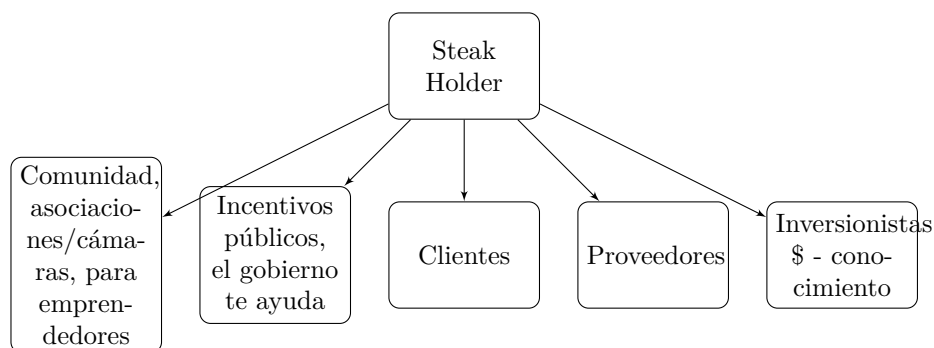 Steak
Holder
Comunidad,
asociacio-
nes/cáma-
ras, para
empren-
dedores
Incentivos
públicos,
el gobierno
te ayuda
Clientes
Proveedores
Inversionistas
$ - cono-
cimiento